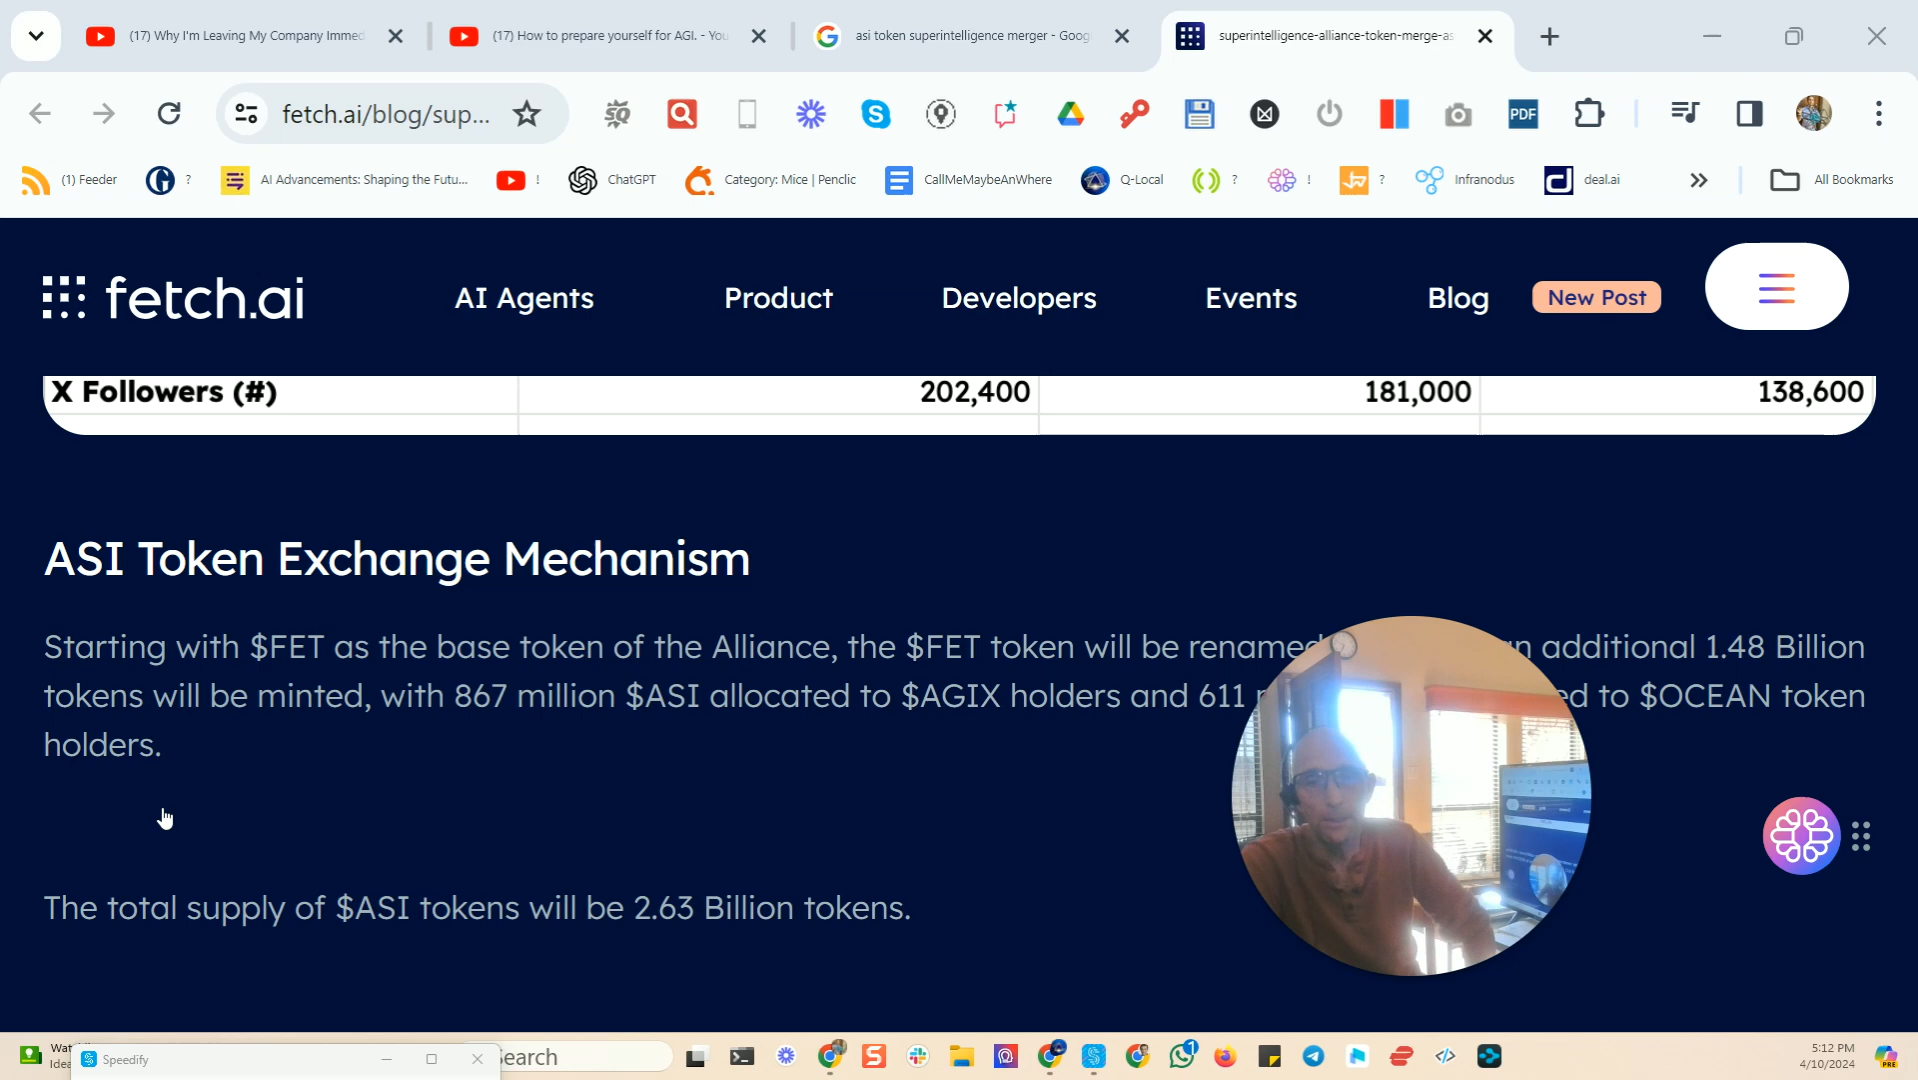 (17) Why I'm Leaving My Company Immed
(17) How to prepare yourself for AGI. - You
asi token superintelligence merger - Goog
superintelligence-alliance-token-merge-as
fetch.ai/blog/sup...
(1) Feeder
?
AI Advancements: Shaping the Futu...
!
ChatGPT
Category: Mice | Penclic
CallMeMaybeAnWhere
Q-Local
?
!
?
Infranodus
deal.ai
All Bookmarks
fetch.ai
AI Agents
Product
Developers
Events
Blog
New Post
X Followers (#) 202,400 181,000 138,600
ASI Token Exchange Mechanism
Starting with $FET as the base token of the Alliance, the $FET token will be renamed additional 1.48 Billion
tokens will be minted, with 867 million $ASI allocated to $AGIX holders and 611 to $OCEAN token
holders.
The total supply of $ASI tokens will be 2.63 Billion tokens.
Speedify
Search
PDF
1
5:12 PM
4/10/2024
PRE